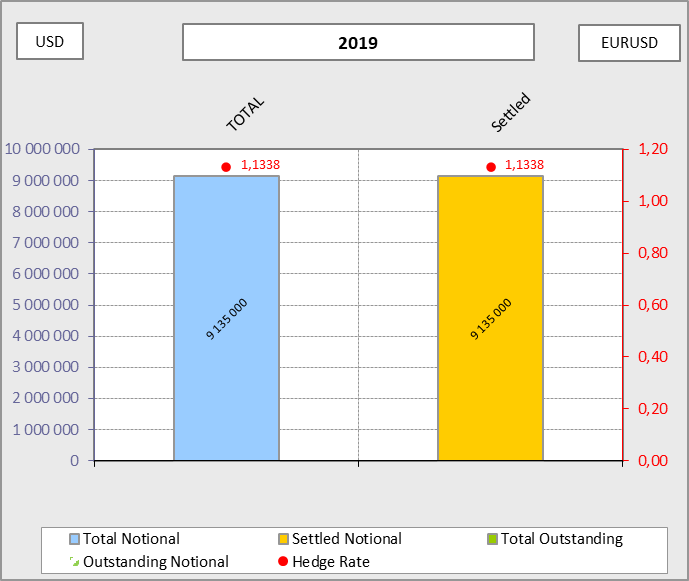 USD
2019
EURUSD
TOTAL
Settled
10 000 000
9 000 000
8 000 000
7 000 000
6 000 000
5 000 000
4 000 000
3 000 000
2 000 000
1 000 000
0
1,1338
1,1338
9 135 000
9 135 000
1,20
1,00
0,80
0,60
0,40
0,20
0,00
Total Notional
Settled Notional
Total Outstanding
Outstanding Notional
Hedge Rate